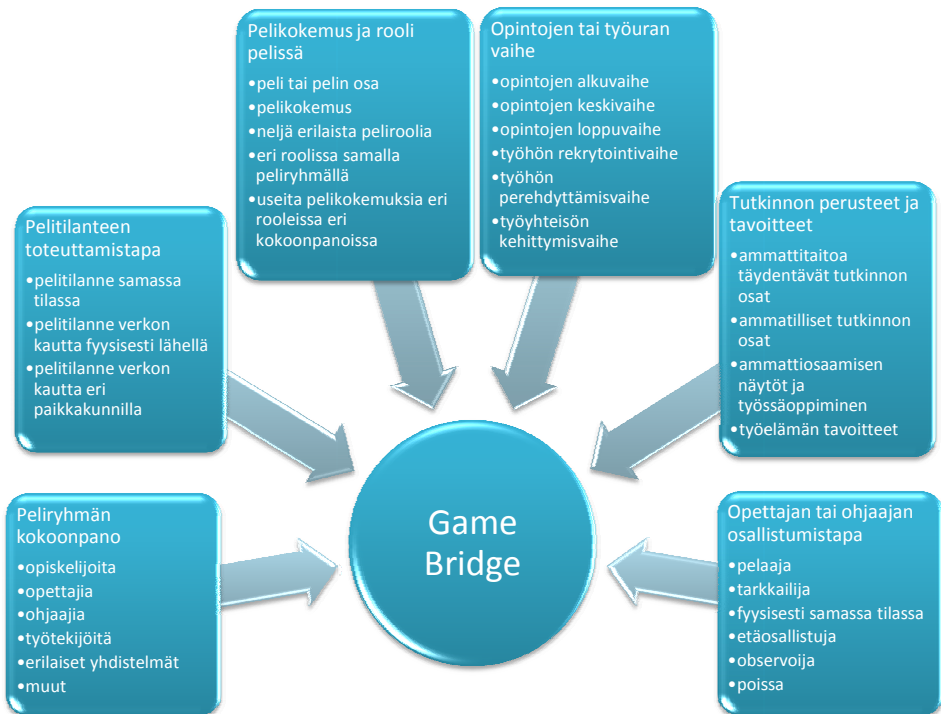 Pelikokemus ja rooli
pelissä
•peli tai pelin osa
•pelikokemus
•neljä erilaista peliroolia
•eri roolissa samalla
peliryhmällä
•useita pelikokemuksia eri
rooleissa eri
kokoonpanoissa
Opintojen tai työuran
vaihe
•opintojen alkuvaihe
•opintojen keskivaihe
•opintojen loppuvaihe
•työhön rekrytointivaihe
•työhön
perehdyttämisvaihe
•työyhteisön
kehittymisvaihe
Pelitilanteen
toteuttamistapa
•pelitilanne samassa
tilassa
•pelitilanne verkon
kautta fyysisesti lähellä
•pelitilanne verkon
kautta eri
paikkakunnilla
Tutkinnon perusteet ja
tavoitteet
•ammattitaitoa
täydentävät tutkinnon
osat
•ammatilliset tutkinnon
osat
•ammattiosaamisen
näytöt ja
työssäoppiminen
•työelämän tavoitteet
Peliryhmän
kokoonpano
•opiskelijoita
•opettajia
•ohjaajia
•työtekijöitä
•erilaiset yhdistelmät
•muut
Game
Bridge
Opettajan tai ohjaajan
osallistumistapa
•pelaaja
•tarkkailija
•fyysisesti samassa tilassa
•etäosallistuja
•observoija
•poissa